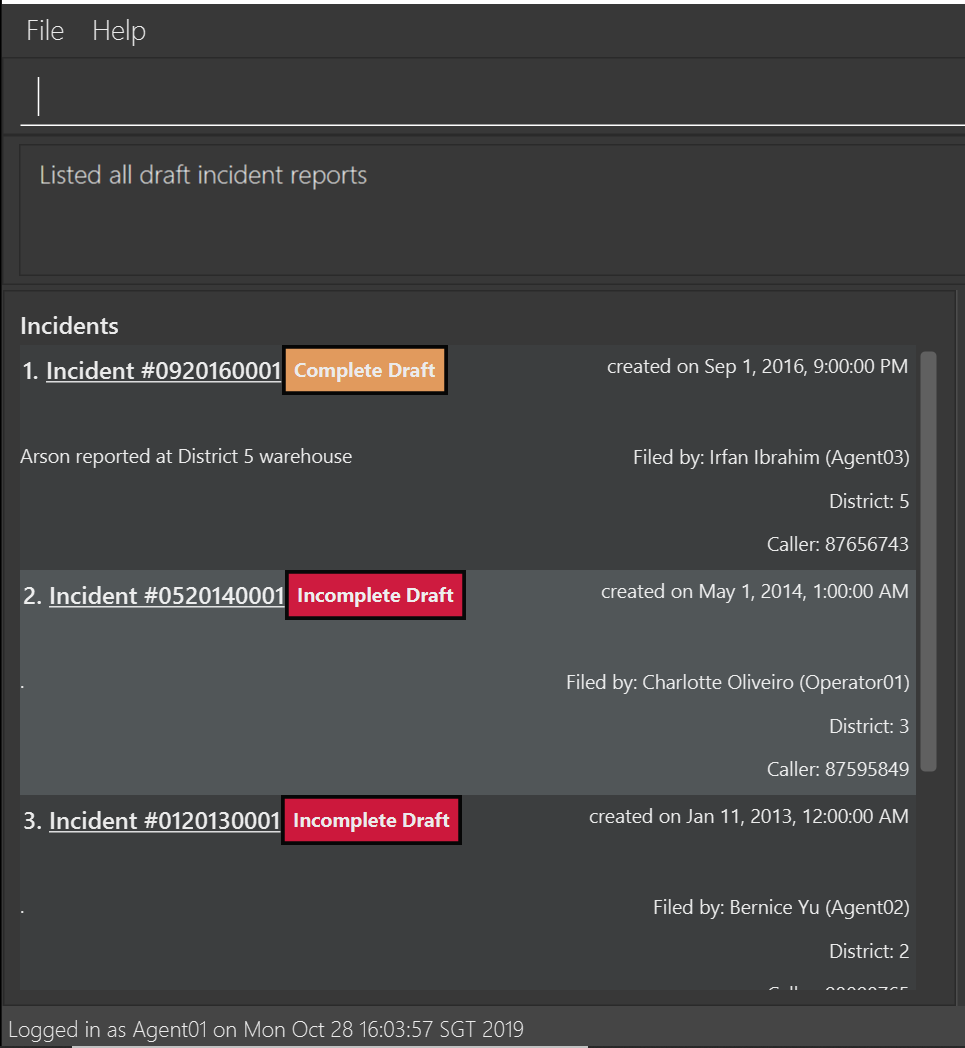 File Help
Listed all draft incident reports
Incidents
1. Incident #0920160001 Complete Draft created on Sep 1, 2016, 9:00:00 PM
Arson reported at District 5 warehouse Filed by: Irfan Ibrahim (Agent03)
District: 5
Caller: 87656743
2. Incident #0520140001 Incomplete Draft created on May 1, 2014, 1:00:00 AM
. Filed by: Charlotte Oliveiro (Operator01)
District: 3
Caller: 87595849
3. Incident #0120130001 Incomplete Draft created on Jan 11, 2013, 12:00:00 AM
. Filed by: Bernice Yu (Agent02)
District: 2
Logged in as Agent01 on Mon Oct 28 16:03:57 SGT 2019